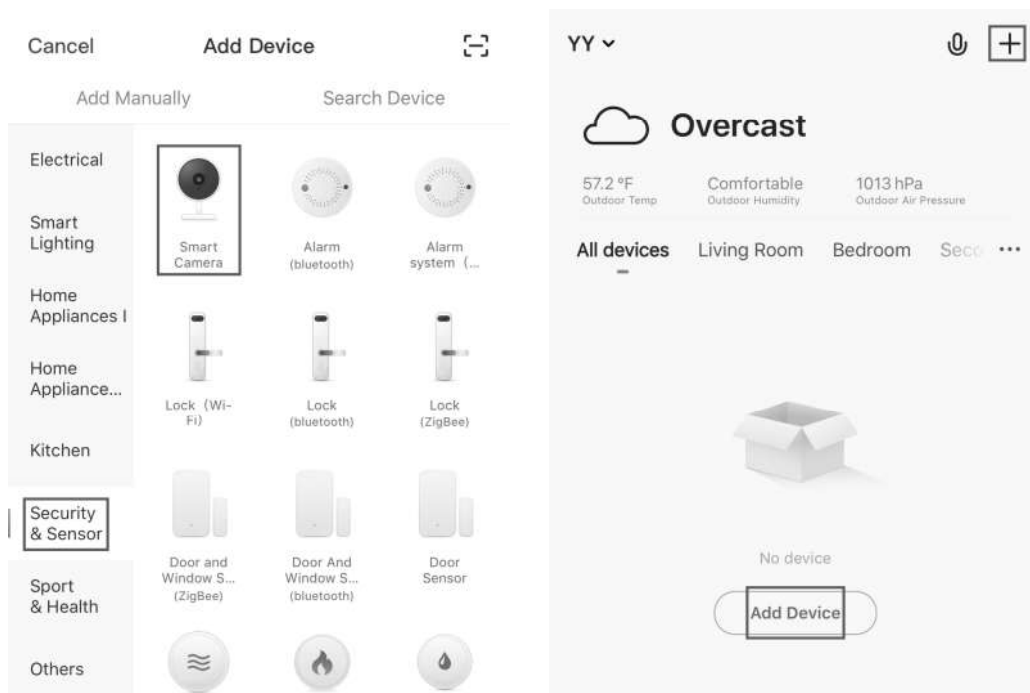 Cancel
Add Device
Add Manually
Search Device
Electrical
Smart
Lighting
Home
Appliances I
Home
Appliance...
Kitchen
Security
& Sensor
Sport
& Health
Others
Smart
Camera
Alarm
(bluetooth)
Alarm
system (...
Lock (Wi-
Fi)
Lock
(bluetooth)
Lock
(ZigBee)
Door and
Window S...
(ZigBee)
Door And
Window S...
(bluetooth)
Door
Sensor
YY
Overcast
57.2 °F
Outdoor Temp
Comfortable
Outdoor Humidity
1013 hPa
Outdoor Air Pressure
All devices
Living Room
Bedroom
Seco
...
No device
Add Device